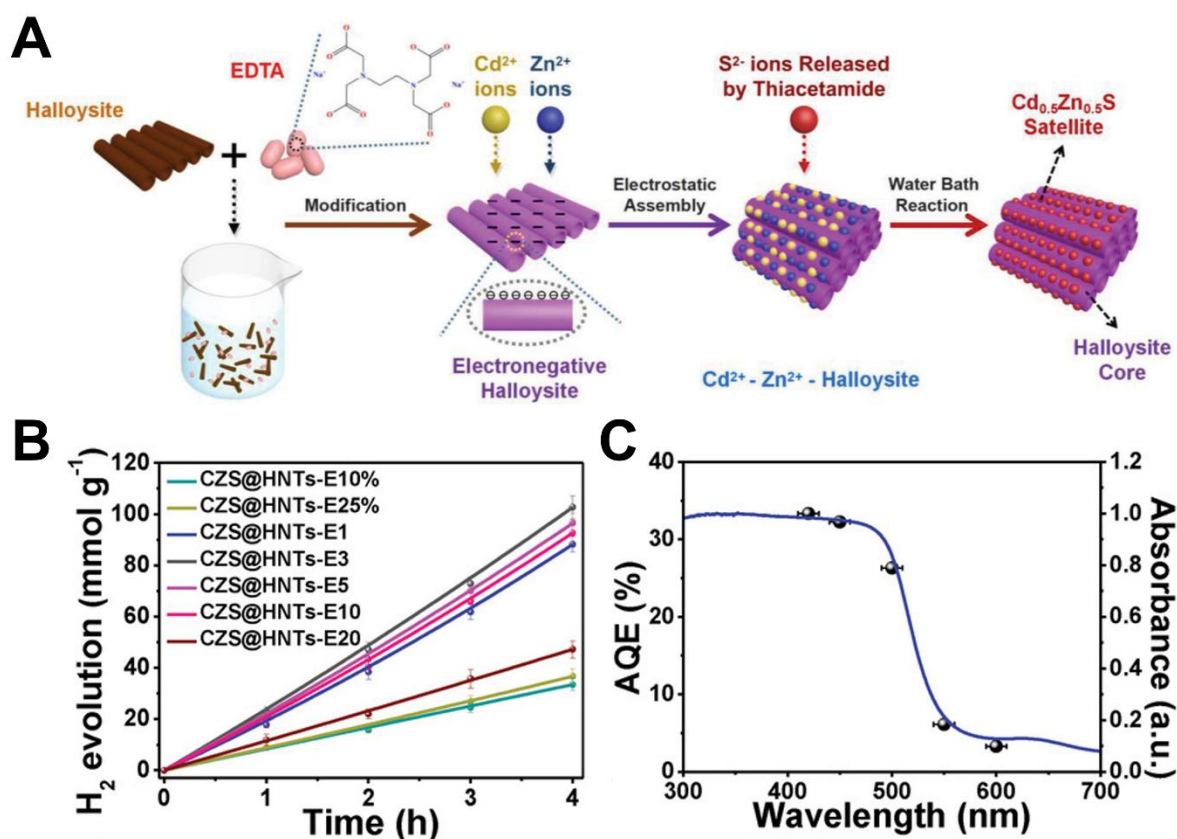 A
Halloysite
EDTA
Cd2+
ions
Zn2+
ions
S2- ions Released
by Thiacetamide
Cd0.5Zn0.5S
Satellite
Modification
Electrostatic
Assembly
Water Bath
Reaction
Electronegative
Halloysite
Cd2+ - Zn2+ - Halloysite
Halloysite
Core
B
H2 evolution (mmol g-1)
120
100
80
60
40
20
0
CZS@HNTs-E10%
CZS@HNTs-E25%
CZS@HNTs-E1
CZS@HNTs-E3
CZS@HNTs-E5
CZS@HNTs-E10
CZS@HNTs-E20
0 1 2 3 4
Time (h)
C
AQE (%)
40
30
20
10
0
Absorbance (a.u.)
1.2
1.0
0.8
0.6
0.4
0.2
0.0
300 400 500 600 700
Wavelength (nm)